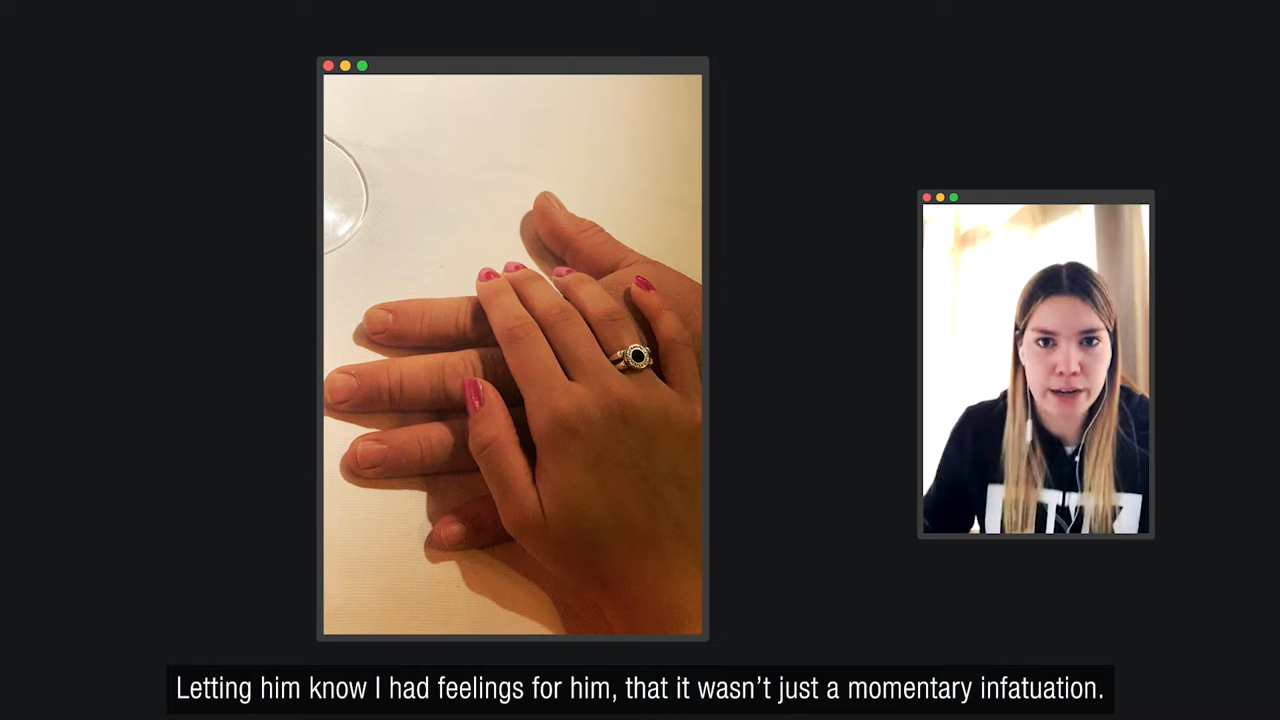 Letting him know I had feelings for him, that it wasn't just a momentary infatuation.